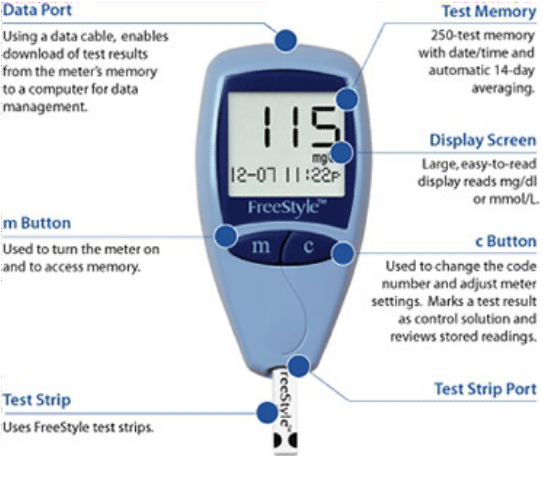 Data Port
Using a data cable, enables
download of test results
from the meter's memory
to a computer for data
management.
Test Memory
250-test memory
with date/time and
automatic 14-day
averaging.
115
12-07 11:22P
Display Screen
Large, easy-to-read
display reads mg/dl
or mmol/L.
FreeStyle™
m Button
Used to turn the meter on
and to access memory.
m c
c Button
Used to change the code
number and adjust meter
settings. Marks a test result
as control solution and
reviews stored readings.
Test Strip Port
Test Strip
Uses FreeStyle test strips.
reeStyle™